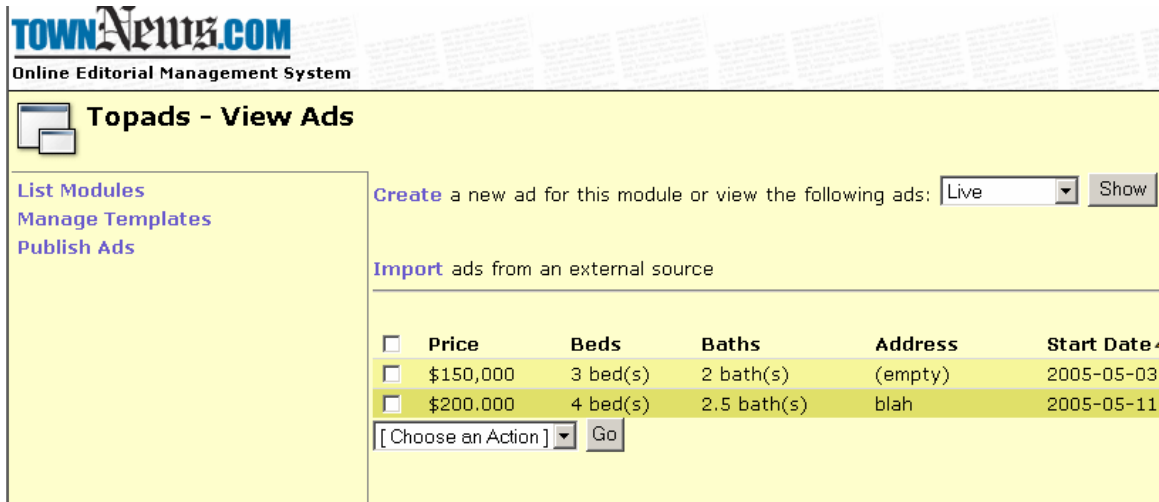 TOWNNEWS.COM
Online Editorial Management System
Topads - View Ads
List Modules
Manage Templates
Publish Ads
Create a new ad for this module or view the following ads: Live Show
Import ads from an external source
Price Beds Baths Address Start Date
$150,000 3 bed(s) 2 bath(s) (empty) 2005-05-03
$200.000 4 bed(s) 2.5 bath(s) blah 2005-05-11
[ Choose an Action ] Go